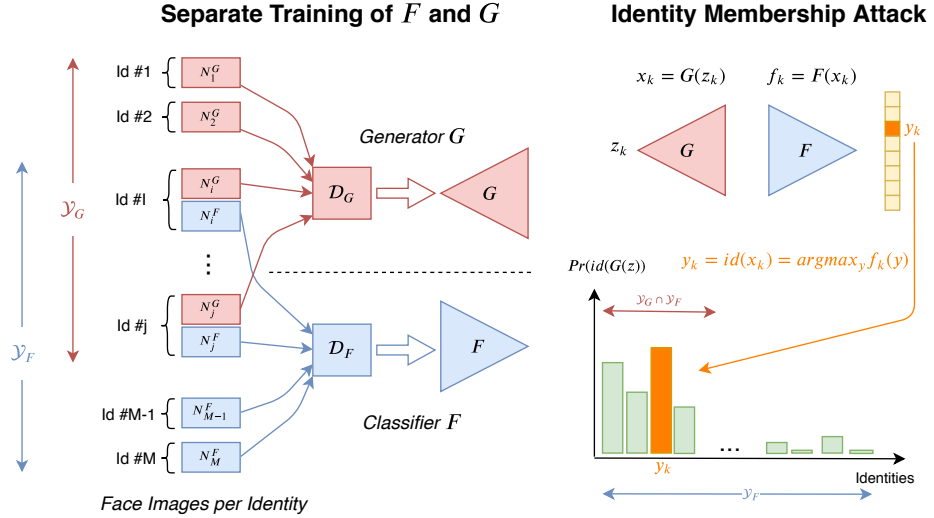 Separate Training of F and G
Identity Membership Attack
Id #1
N_1^G
Id #2
N_2^G
Id #I
N_i^G
N_i^F
⋮
Id #j
N_j^G
N_j^F
Id #M-1
N_{M-1}^F
Id #M
N_M^F
𝒴_G
𝒴_F
Face Images per Identity
𝒟_G
Generator G
G
𝒟_F
F
Classifier F
x_k = G(z_k)
f_k = F(x_k)
z_k
G
F
y_k
y_k = id(x_k) = argmax_y f_k(y)
Pr(id(G(z))
𝒴_G ∩ 𝒴_F
...
y_k
Identities
𝒴_F